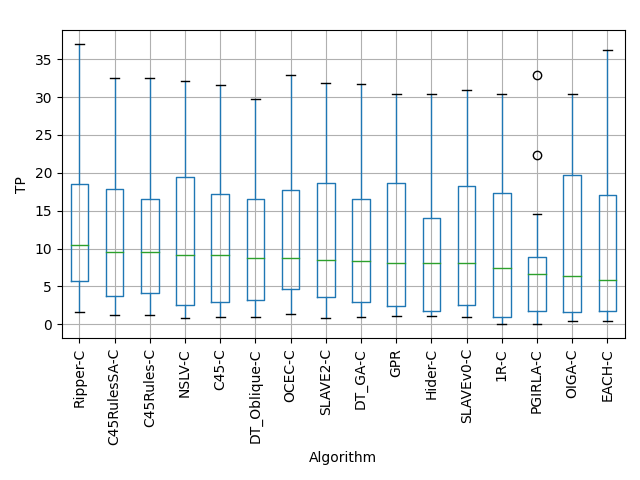 35
30
25
20
15
10
5
0
TP
Ripper-C
C45RulesSA-C
C45Rules-C
NSLV-C
C45-C
DT_Oblique-C
OCEC-C
SLAVE2-C
DT_GA-C
GPR
Hider-C
SLAVEv0-C
1R-C
PGIRLA-C
OIGA-C
EACH-C
Algorithm